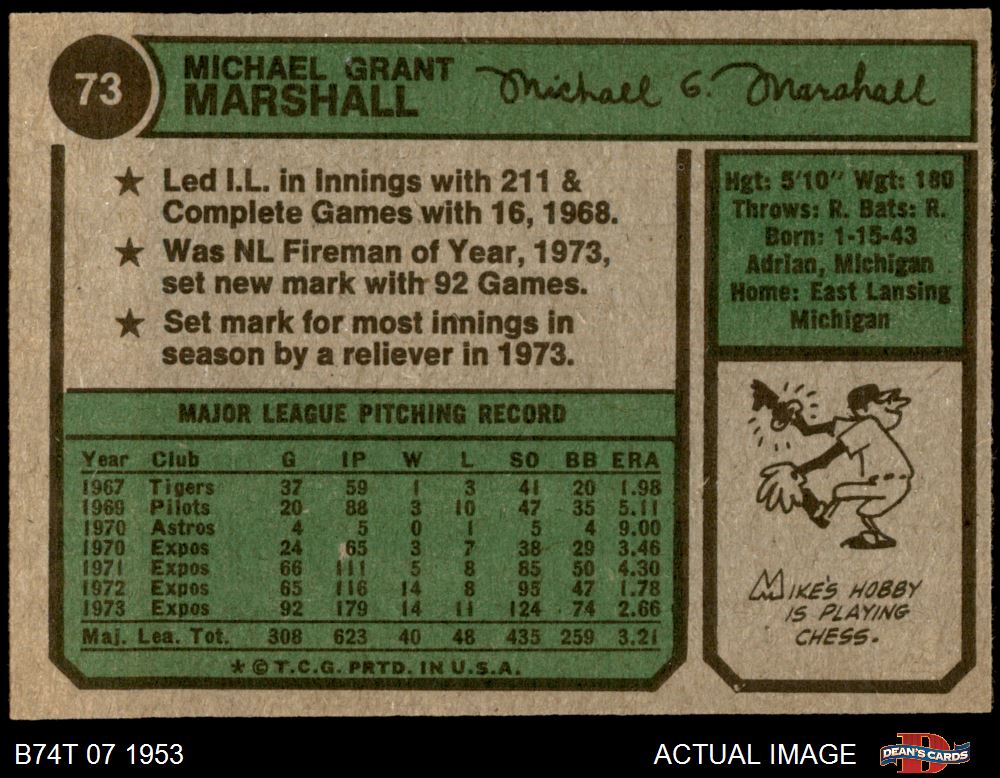 73
MICHAEL GRANT
MARSHALL
Michael G. Marshall
★ Led I.L. in Innings with 211 &
Complete Games with 16, 1968.
★ Was NL Fireman of Year, 1973,
set new mark with 92 Games.
★ Set mark for most innings in
season by a reliever in 1973.
Hgt: 5'10" Wgt: 180
Throws: R. Bats: R.
Born: 1-15-43
Adrian, Michigan
Home: East Lansing
Michigan
MAJOR LEAGUE PITCHING RECORD
Year Club G IP W L SO BB ERA
1967 Tigers 37 59 1 3 41 20 1.98
1969 Pilots 20 88 3 10 47 35 5.11
1970 Astros 4 5 0 1 5 4 9.00
1970 Expos 24 65 3 7 38 29 3.46
1971 Expos 66 111 5 8 85 50 4.30
1972 Expos 65 116 14 8 95 47 1.78
1973 Expos 92 179 14 11 124 74 2.66
Maj. Lea. Tot. 308 623 40 48 435 259 3.21
★ © T.C.G. PRTD. IN U.S.A.
MIKE'S HOBBY
IS PLAYING
CHESS.
B74T 07 1953
ACTUAL IMAGE
DEAN'S CARDS